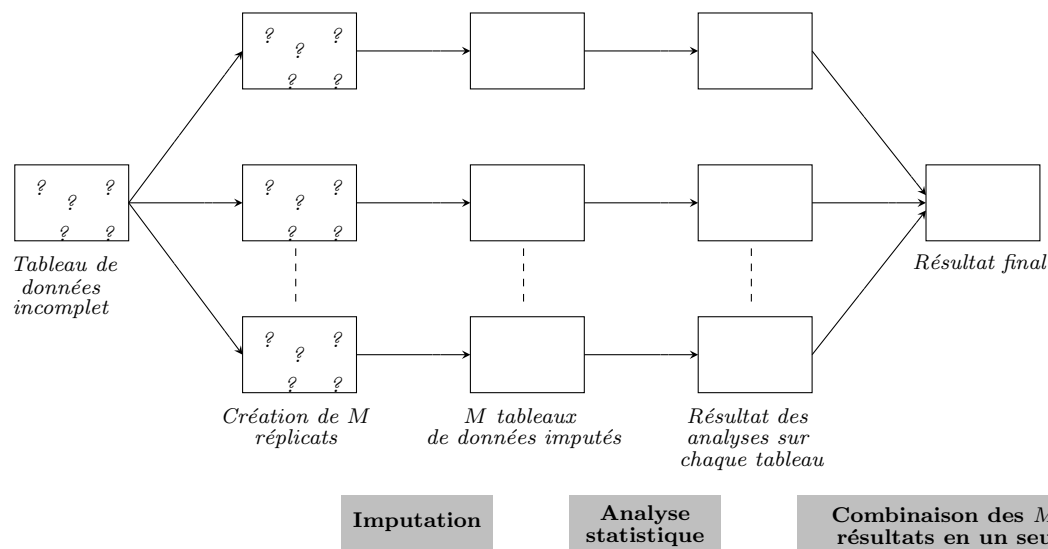 ? ?
?
? ?
? ?
?
? ?
? ?
?
? ?
Tableau de
données
incomplet
Résultat final
? ?
?
? ?
Création de M
réplicats
M tableaux
de données imputés
Résultat des
analyses sur
chaque tableau
Imputation
Analyse
statistique
Combinaison des M
résultats en un seu